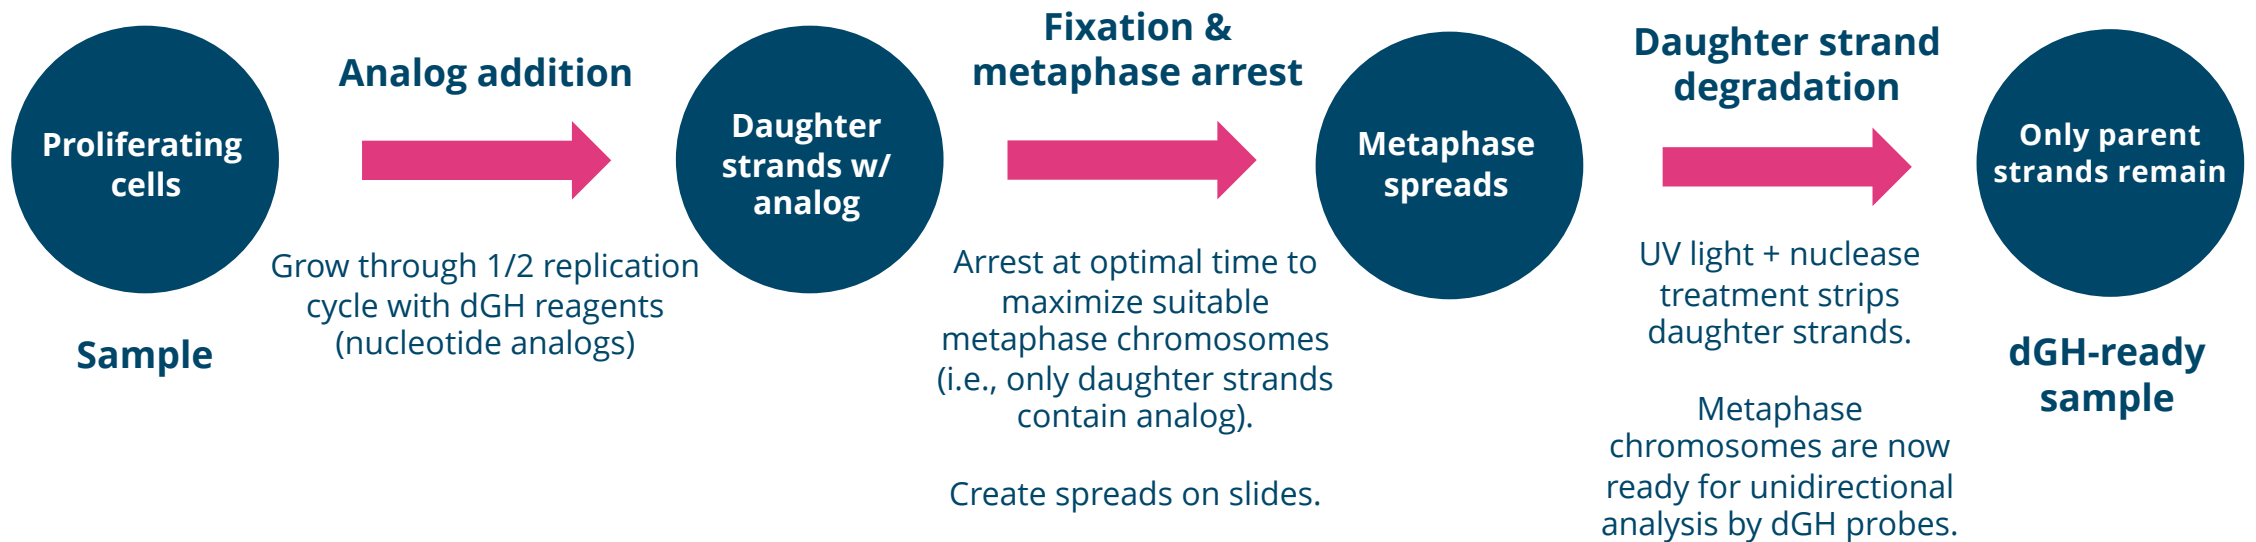 Proliferating
cells
Sample
Analog addition
Grow through 1/2 replication
cycle with dGH reagents
(nucleotide analogs)
Daughter
strands w/
analog
Fixation &
metaphase arrest
Arrest at optimal time to
maximize suitable
metaphase chromosomes
(i.e., only daughter strands
contain analog).
Create spreads on slides.
Metaphase
spreads
Daughter strand
degradation
UV light + nuclease
treatment strips
daughter strands.
Metaphase
chromosomes are now
ready for unidirectional
analysis by dGH probes.
Only parent
strands remain
dGH-ready
sample